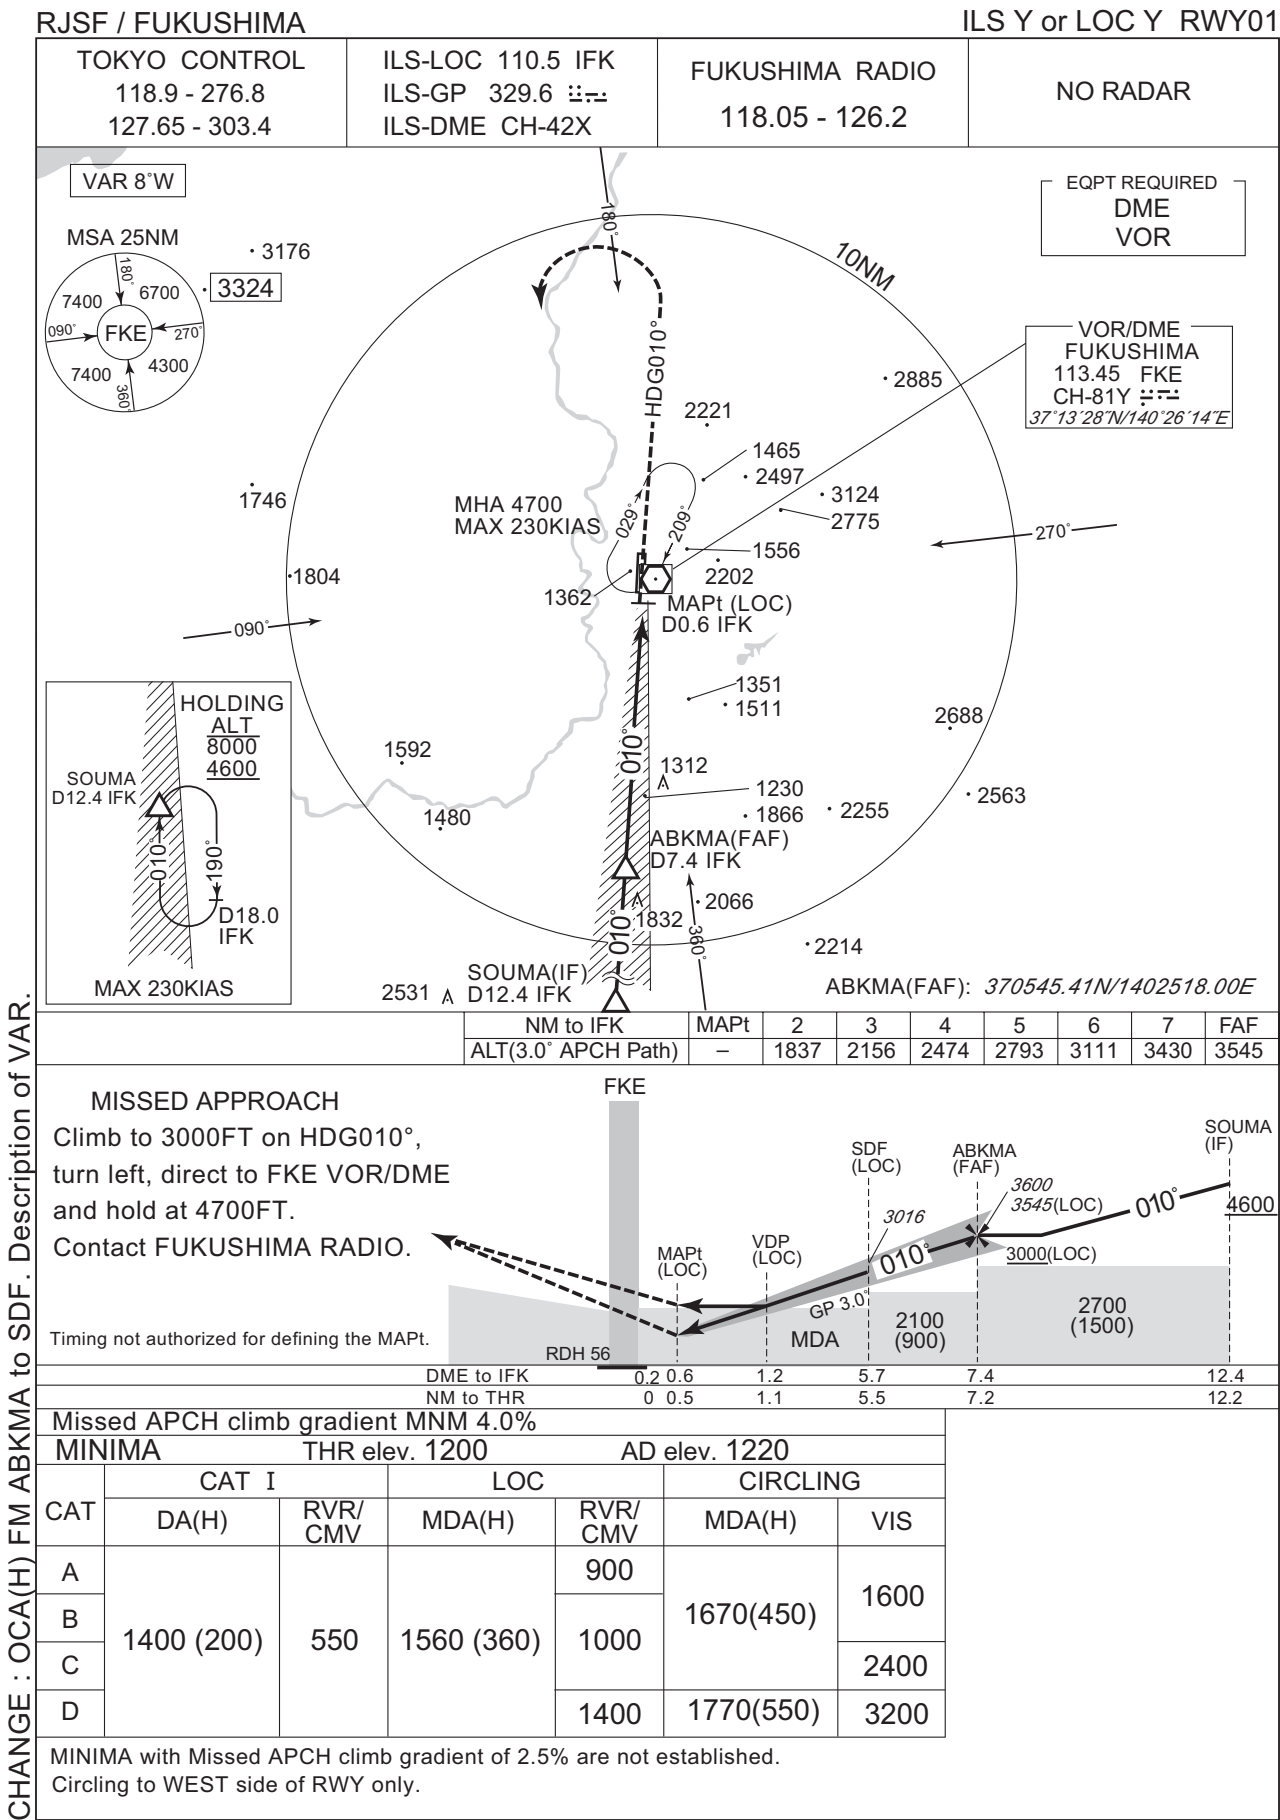 RJSF / FUKUSHIMA
ILS Y or LOC Y RWY01
TOKYO CONTROL
118.9 - 276.8
127.65 - 303.4
ILS-LOC 110.5 IFK
ILS-GP 329.6
ILS-DME CH-42X
FUKUSHIMA RADIO
118.05 - 126.2
NO RADAR
VAR 8°W
MSA 25NM
180°
7400
6700
090°
FKE
270°
7400
4300
360°
3176
3324
180°
10NM
EQPT REQUIRED
DME
VOR
VOR/DME
FUKUSHIMA
113.45 FKE
CH-81Y
37°13´28˝N/140°26´14˝E
HDG010°
2885
2221
1465
2497
3124
2775
1746
MHA 4700
MAX 230KIAS
029°
209°
270°
1556
2202
1804
1362
MAPt (LOC)
D0.6 IFK
090°
1351
1511
2688
HOLDING
ALT
8000
4600
SOUMA
D12.4 IFK
010°
190°
D18.0
IFK
MAX 230KIAS
1592
1480
010°
1312
1230
1866
2255
2563
ABKMA(FAF)
D7.4 IFK
010°
1832
2066
360°
2214
SOUMA(IF)
D12.4 IFK
2531
ABKMA(FAF): 370545.41N/1402518.00E
NM to IFK MAPt 2 3 4 5 6 7 FAF
ALT(3.0° APCH Path) – 1837 2156 2474 2793 3111 3430 3545
MISSED APPROACH
Climb to 3000FT on HDG010°,
turn left, direct to FKE VOR/DME
and hold at 4700FT.
Contact FUKUSHIMA RADIO.
Timing not authorized for defining the MAPt.
FKE
RDH 56
MAPt
(LOC)
VDP
(LOC)
SDF
(LOC)
3016
ABKMA
(FAF)
3600
3545(LOC)
3000(LOC)
SOUMA
(IF)
4600
010°
010°
GP 3.0°
MDA
2100
(900)
2700
(1500)
DME to IFK 0.2 0.6 1.2 5.7 7.4 12.4
NM to THR 0 0.5 1.1 5.5 7.2 12.2
Missed APCH climb gradient MNM 4.0%
MINIMA THR elev. 1200 AD elev. 1220
CAT
CAT I
LOC
CIRCLING
DA(H)
RVR/
CMV
MDA(H)
RVR/
CMV
MDA(H)
VIS
A
B
C
D
1400 (200)
550
1560 (360)
900
1000
1400
1670(450)
1770(550)
1600
2400
3200
MINIMA with Missed APCH climb gradient of 2.5% are not established.
Circling to WEST side of RWY only.
CHANGE : OCA(H) FM ABKMA to SDF. Description of VAR.